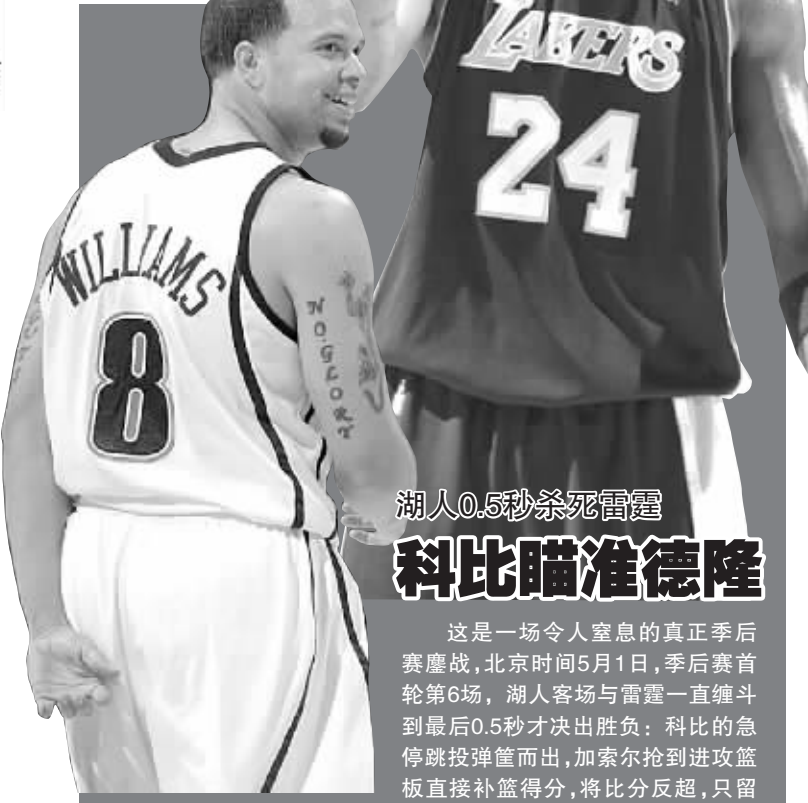 LAKERS
24
WILLIAMS
8
湖人0.5秒杀死雷霆
科比瞄准德隆
这是一场令人窒息的真正季后
赛鏖战,北京时间5月1日,季后赛首
轮第6场，湖人客场与雷霆一直缠斗
到最后0.5秒才决出胜负：科比的急
停跳投弹筐而出,加索尔抢到进攻篮
板直接补篮得分,将比分反超,只留